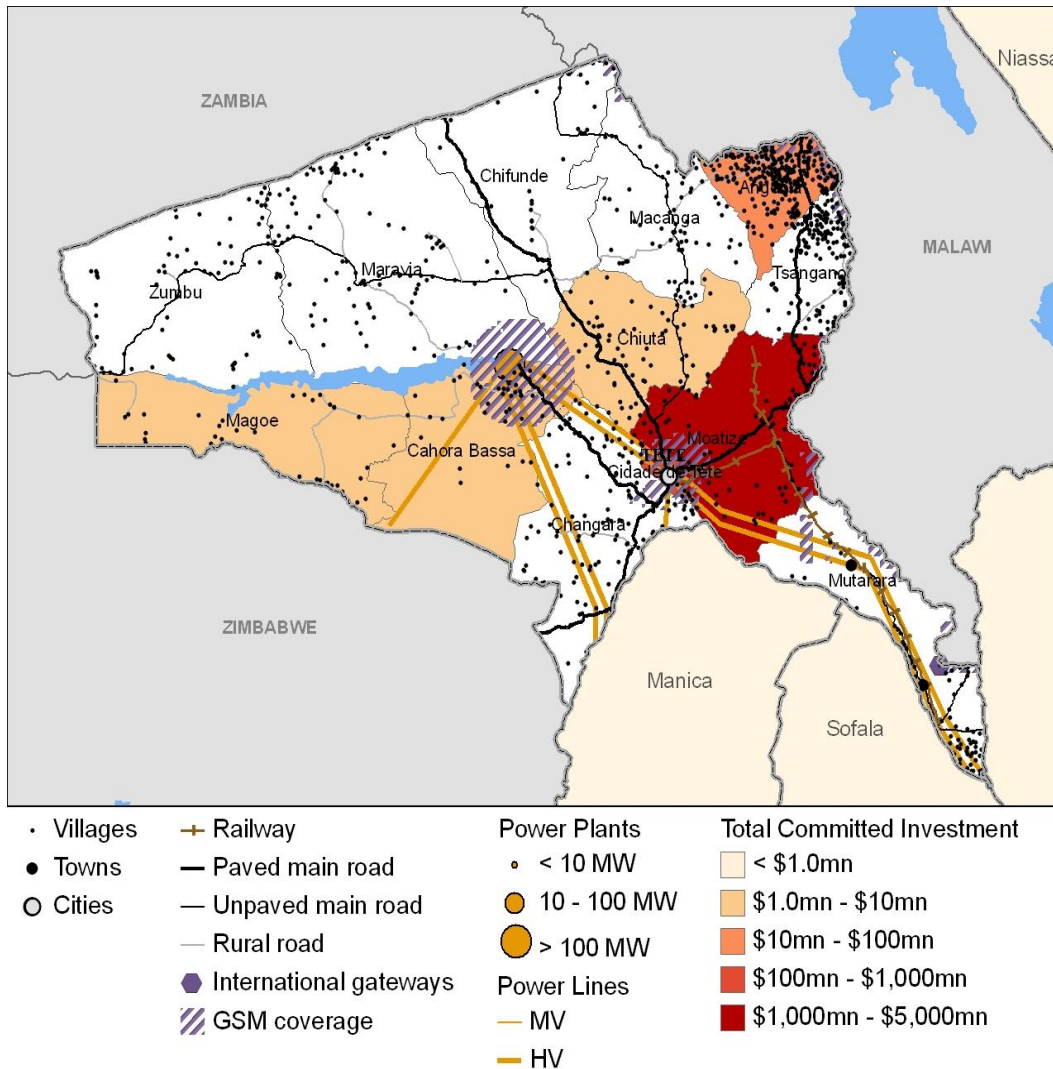 Niassa
ZAMBIA
Chifunde
Angonia
Macanga
MALAWI
Maravia
Tsangano
Zumbu
Chiuta
Magoe
Moatize
Cahora Bassa
TETE
Cidade de Tete
Changara
Mutarara
ZIMBABWE
Manica
Sofala
Villages
Towns
Cities
Railway
Paved main road
Unpaved main road
Rural road
International gateways
GSM coverage
Power Plants
< 10 MW
10 - 100 MW
> 100 MW
Power Lines
MV
HV
Total Committed Investment
< $1.0mn
$1.0mn - $10mn
$10mn - $100mn
$100mn - $1,000mn
$1,000mn - $5,000mn